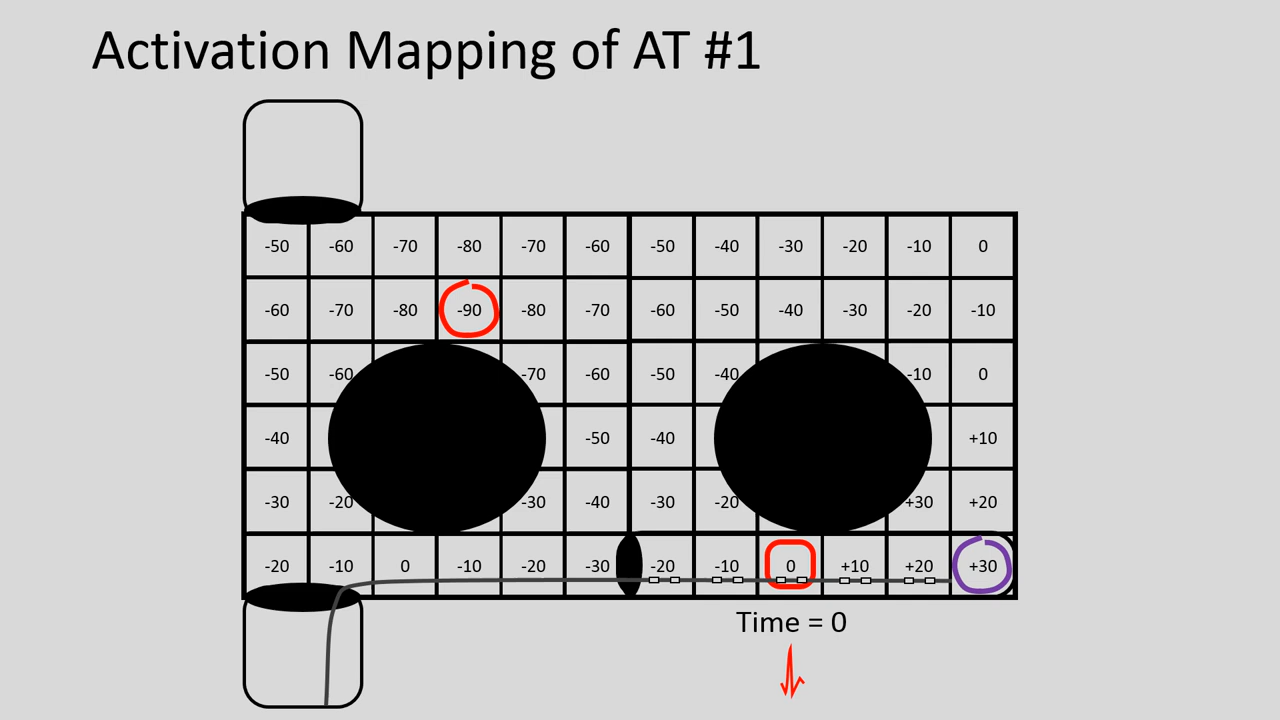 Activation Mapping of AT #1
-50 -60 -70 -80 -70 -60 -50 -40 -30 -20 -10 0
-60 -70 -80 -90 -80 -70 -60 -50 -40 -30 -20 -10
-50 -60 -70 -60 -50 -40 -10 0
-40 -50 -40 +10
-30 -20 -30 -40 -30 -20 +30 +20
-20 -10 0 -10 -20 -30 -20 -10 0 +10 +20 +30
Time = 0